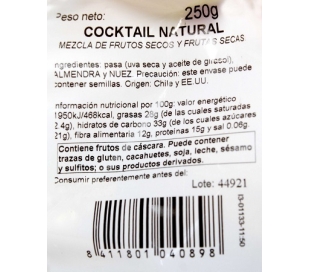 Peso neto: 250g
COCKTAIL NATURAL
MEZCLA DE FRUTOS SECOS Y FRUTAS SECAS
Ingredientes: pasa (uva seca y aceite de girasol),
ALMENDRA y NUEZ. Precaución: este envase puede
contener semillas. Origen: Chile y EE.UU.
Información nutricional por 100g: valor energético
1950kJ/468kcal, grasas 28g (de las cuales saturadas
2.4g), hidratos de carbono 33g (de los cuales azúcares
21g), fibra alimentaria 12g, proteínas 15g y sal 0.06g.
Contiene frutos de cáscara. Puede contener
trazas de gluten, cacahuetes, soja, leche, sésamo
y sulfitos; o sus productos derivados.
Consumir preferentemente antes del:
Lote: 44921
8 411801 040898
I3-01133-1150